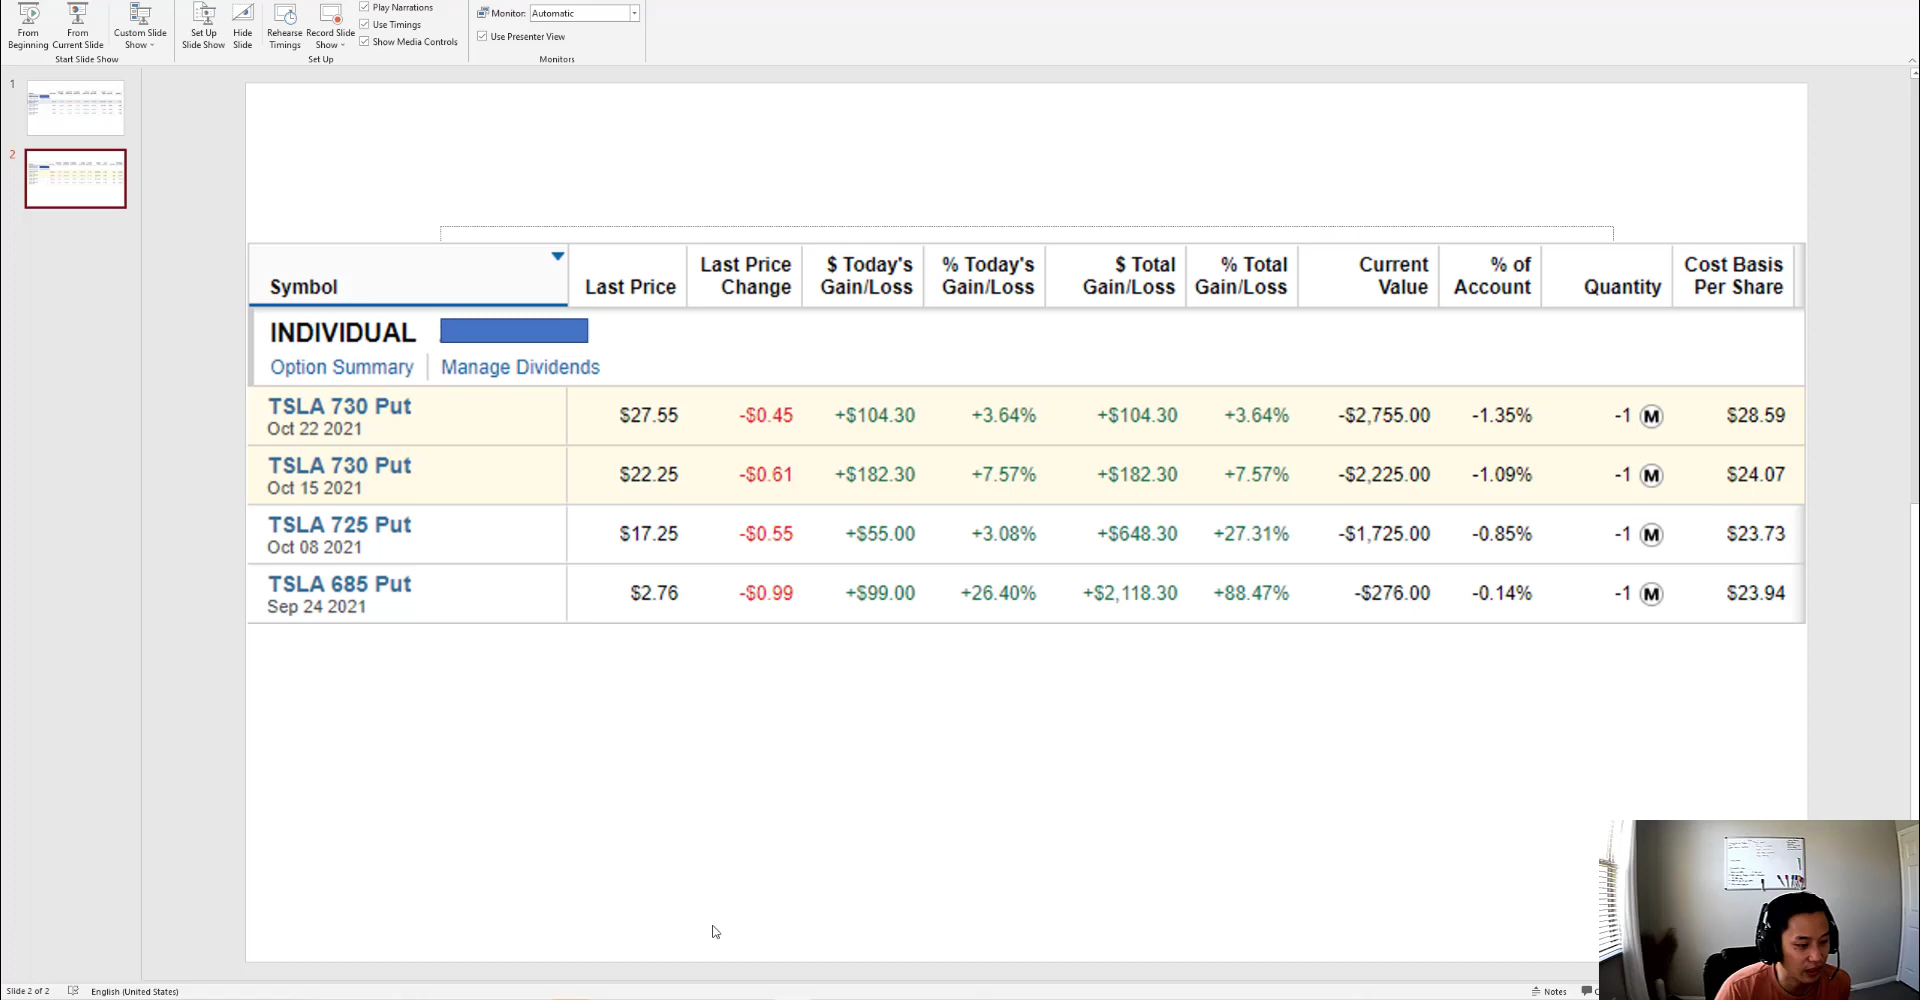 From Beginning
From Current Slide
Custom Slide Show
Set Up Slide Show
Hide Slide
Rehearse Timings
Record Slide Show
Play Narrations
Use Timings
Show Media Controls
Monitor: Automatic
Use Presenter View
Start Slide Show
Set Up
Monitors
1
2
Symbol Last Price Last Price Change $ Today's Gain/Loss % Today's Gain/Loss $ Total Gain/Loss % Total Gain/Loss Current Value % of Account Quantity Cost Basis Per Share
INDIVIDUAL
Option Summary Manage Dividends
TSLA 730 Put $27.55 -$0.45 +$104.30 +3.64% +$104.30 +3.64% -$2,755.00 -1.35% -1 M $28.59
Oct 22 2021
TSLA 730 Put $22.25 -$0.61 +$182.30 +7.57% +$182.30 +7.57% -$2,225.00 -1.09% -1 M $24.07
Oct 15 2021
TSLA 725 Put $17.25 -$0.55 +$55.00 +3.08% +$648.30 +27.31% -$1,725.00 -0.85% -1 M $23.73
Oct 08 2021
TSLA 685 Put $2.76 -$0.99 +$99.00 +26.40% +$2,118.30 +88.47% -$276.00 -0.14% -1 M $23.94
Sep 24 2021
Slide 2 of 2 English (United States) Notes